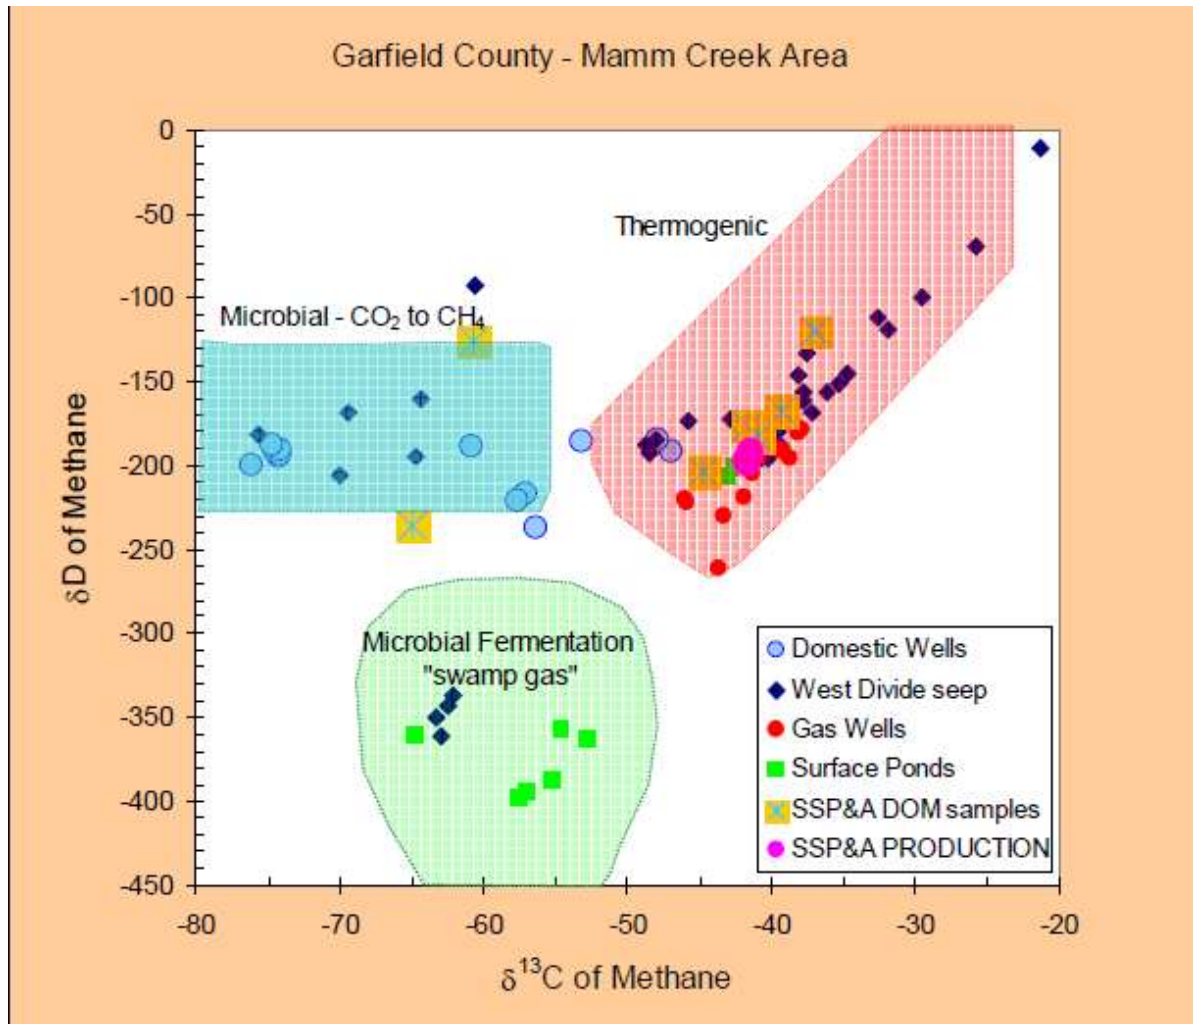 Garfield County - Mamm Creek Area
0
-50
-100
-150
-200
-250
-300
-350
-400
-450
δD of Methane
Thermogenic
Microbial - CO₂ to CH₄
Microbial Fermentation
"swamp gas"
Domestic Wells
West Divide seep
Gas Wells
Surface Ponds
SSP&A DOM samples
SSP&A PRODUCTION
-80 -70 -60 -50 -40 -30 -20
δ¹³C of Methane